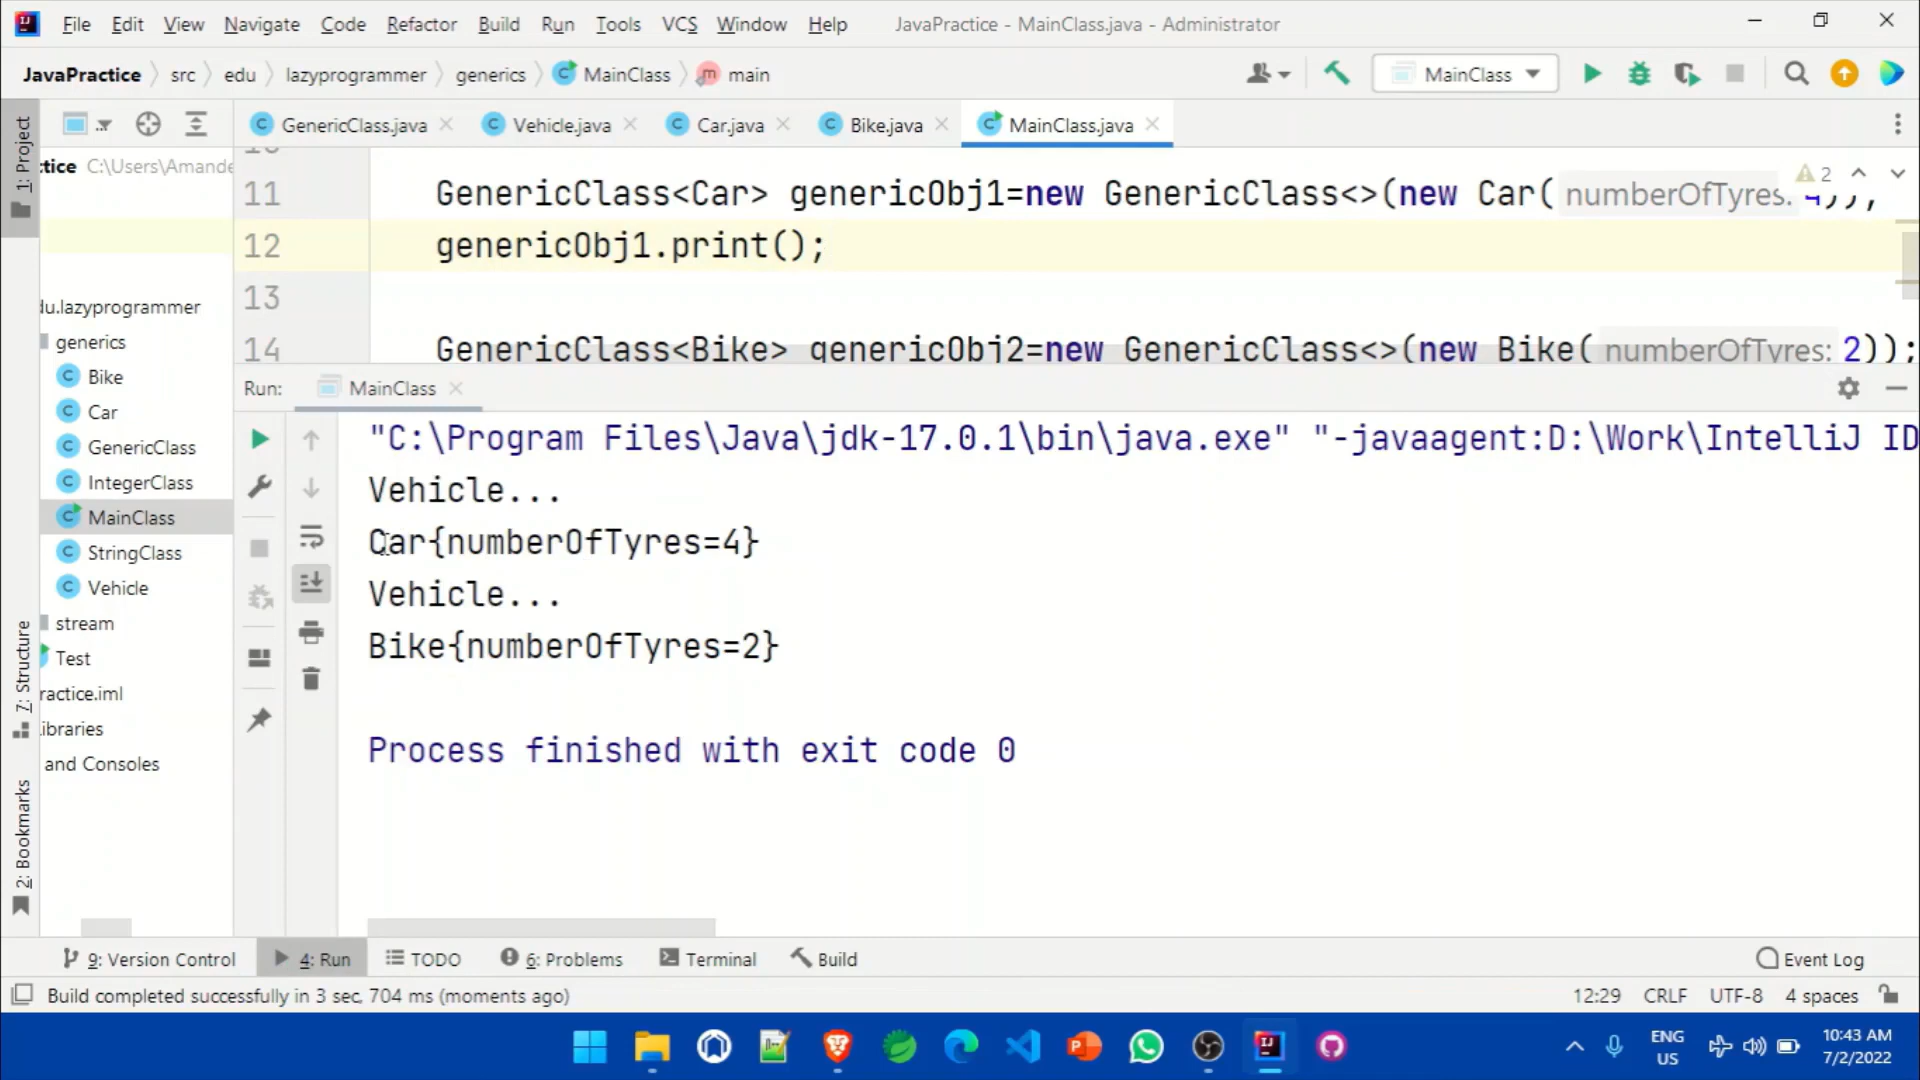 File Edit View Navigate Code Refactor Build Run Tools VCS Window Help JavaPractice - MainClass.java - Administrator
JavaPractice src edu lazyprogrammer generics MainClass main MainClass
GenericClass.java Vehicle.java Car.java Bike.java MainClass.java
1: Project
tice C:\Users\Amande
du.lazyprogrammer
generics
Bike
Car
GenericClass
IntegerClass
MainClass
StringClass
Vehicle
stream
Test
ractice.iml
ibraries
and Consoles
7: Structure
2: Bookmarks
2
11 GenericClass<Car> genericObj1=new GenericClass<>(new Car( numberOfTyres: 4));
12 genericObj1.print();
13
14 GenericClass<Bike> genericObj2=new GenericClass<>(new Bike( numberOfTyres: 2));
Run: MainClass
"C:\Program Files\Java\jdk-17.0.1\bin\java.exe" "-javaagent:D:\Work\IntelliJ ID
Vehicle...
Car{numberOfTyres=4}
Vehicle...
Bike{numberOfTyres=2}
Process finished with exit code 0
9: Version Control 4: Run TODO 6: Problems Terminal Build Event Log
Build completed successfully in 3 sec, 704 ms (moments ago) 12:29 CRLF UTF-8 4 spaces
ENG
US
10:43 AM
7/2/2022